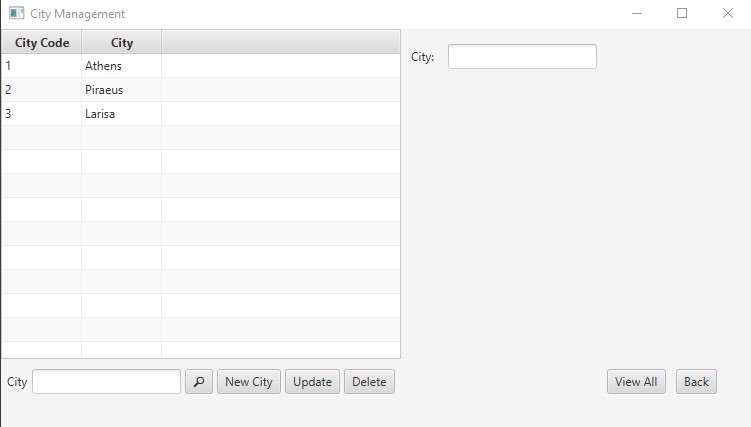 City Management
City Code City
1 Athens
2 Piraeus
3 Larisa
City:
City New City Update Delete View All Back